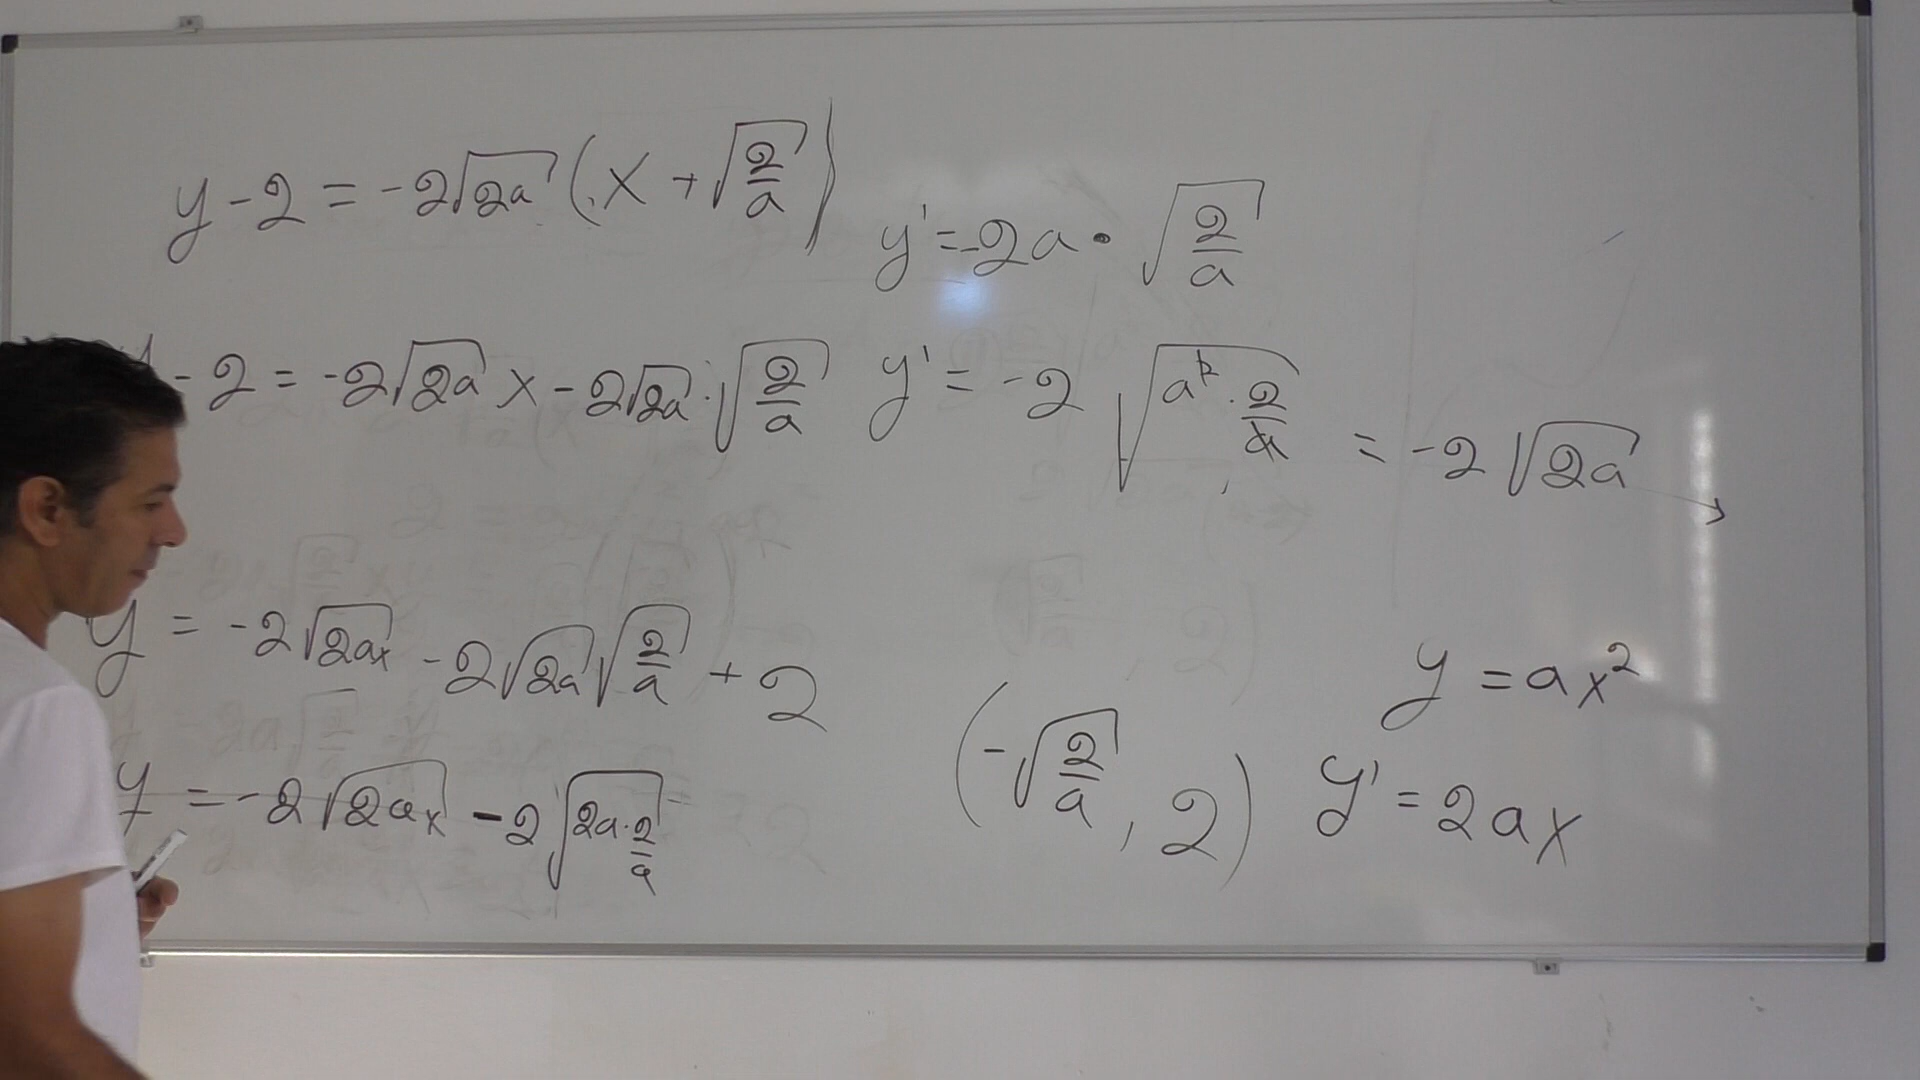 y - 2 = -2√2a (x + √(2/a))
y' = -2a · √(2/a)
y - 2 = -2√2a x - 2√2a · √(2/a)
y' = -2 √(a² · 2/a) = -2 √2a
y = -2√2ax - 2√2a √(2/a) + 2
y = ax²
(-√(2/a), 2)
y' = 2ax
y = -2√2ax - 2√(2a · 2/a)